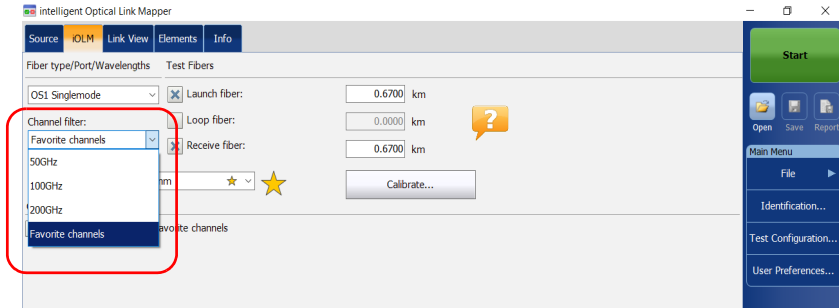 intelligent Optical Link Mapper
Source iOLM Link View Elements Info
Fiber type/Port/Wavelengths Test Fibers
OS1 Singlemode
Launch fiber: 0.6700 km
Channel filter:
Loop fiber: 0.0000 km
Favorite channels
Receive fiber: 0.6700 km
50GHz
100GHz
nm
Calibrate...
200GHz
Favorite channels
channels
Start
Open Save Report
Main Menu
File
Identification...
Test Configuration...
User Preferences...